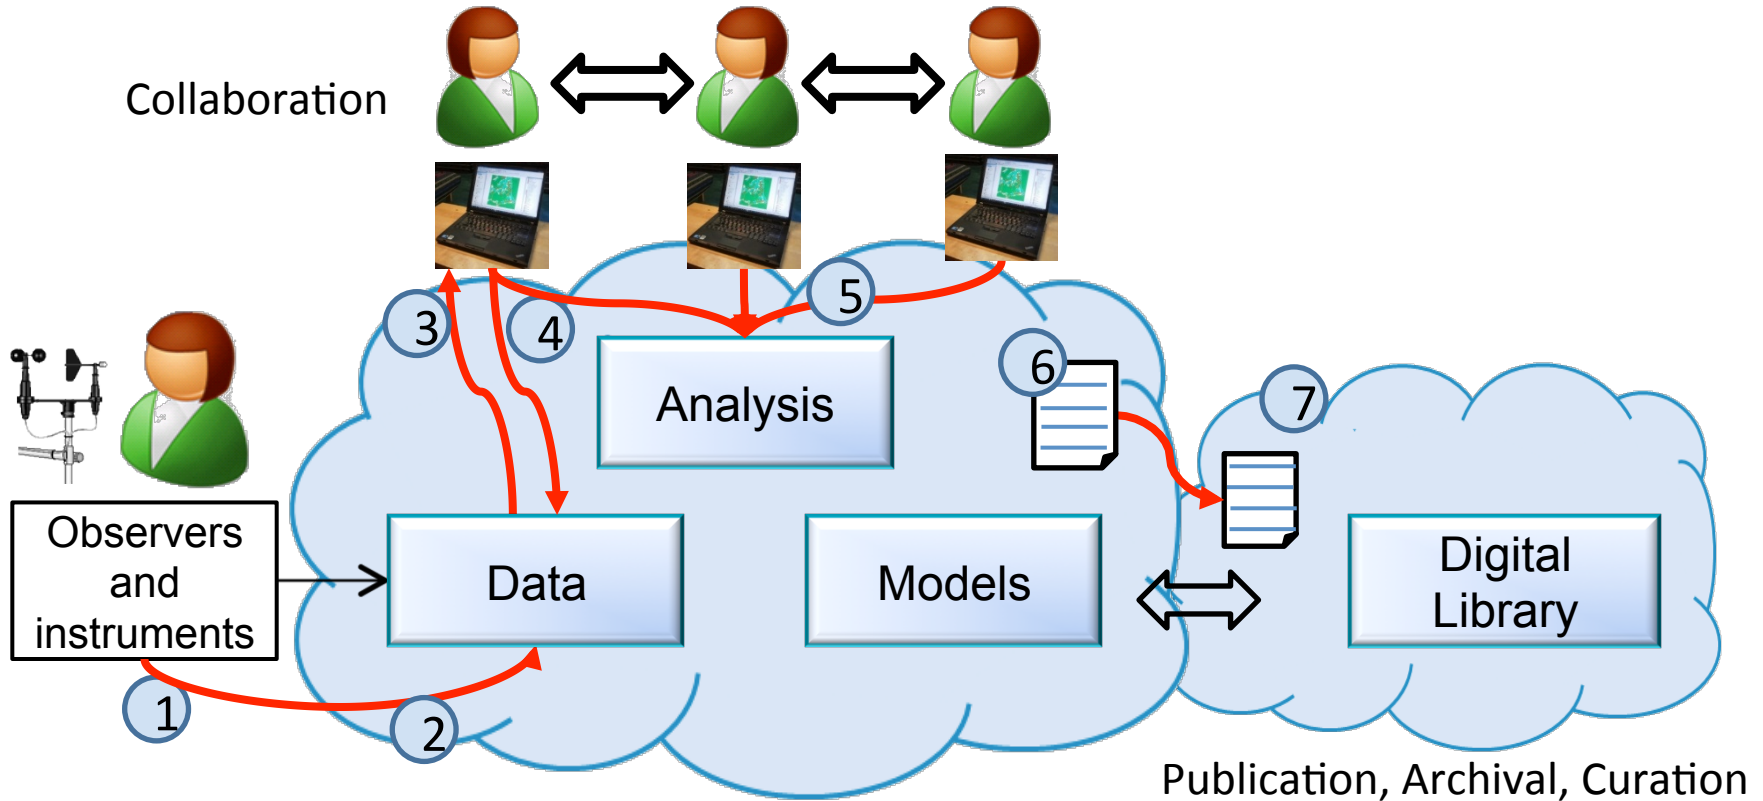 Collaboration
3
4
5
6
7
Analysis
Observers
and
instruments
Data
Models
Digital
Library
1
2
Publication, Archival, Curation